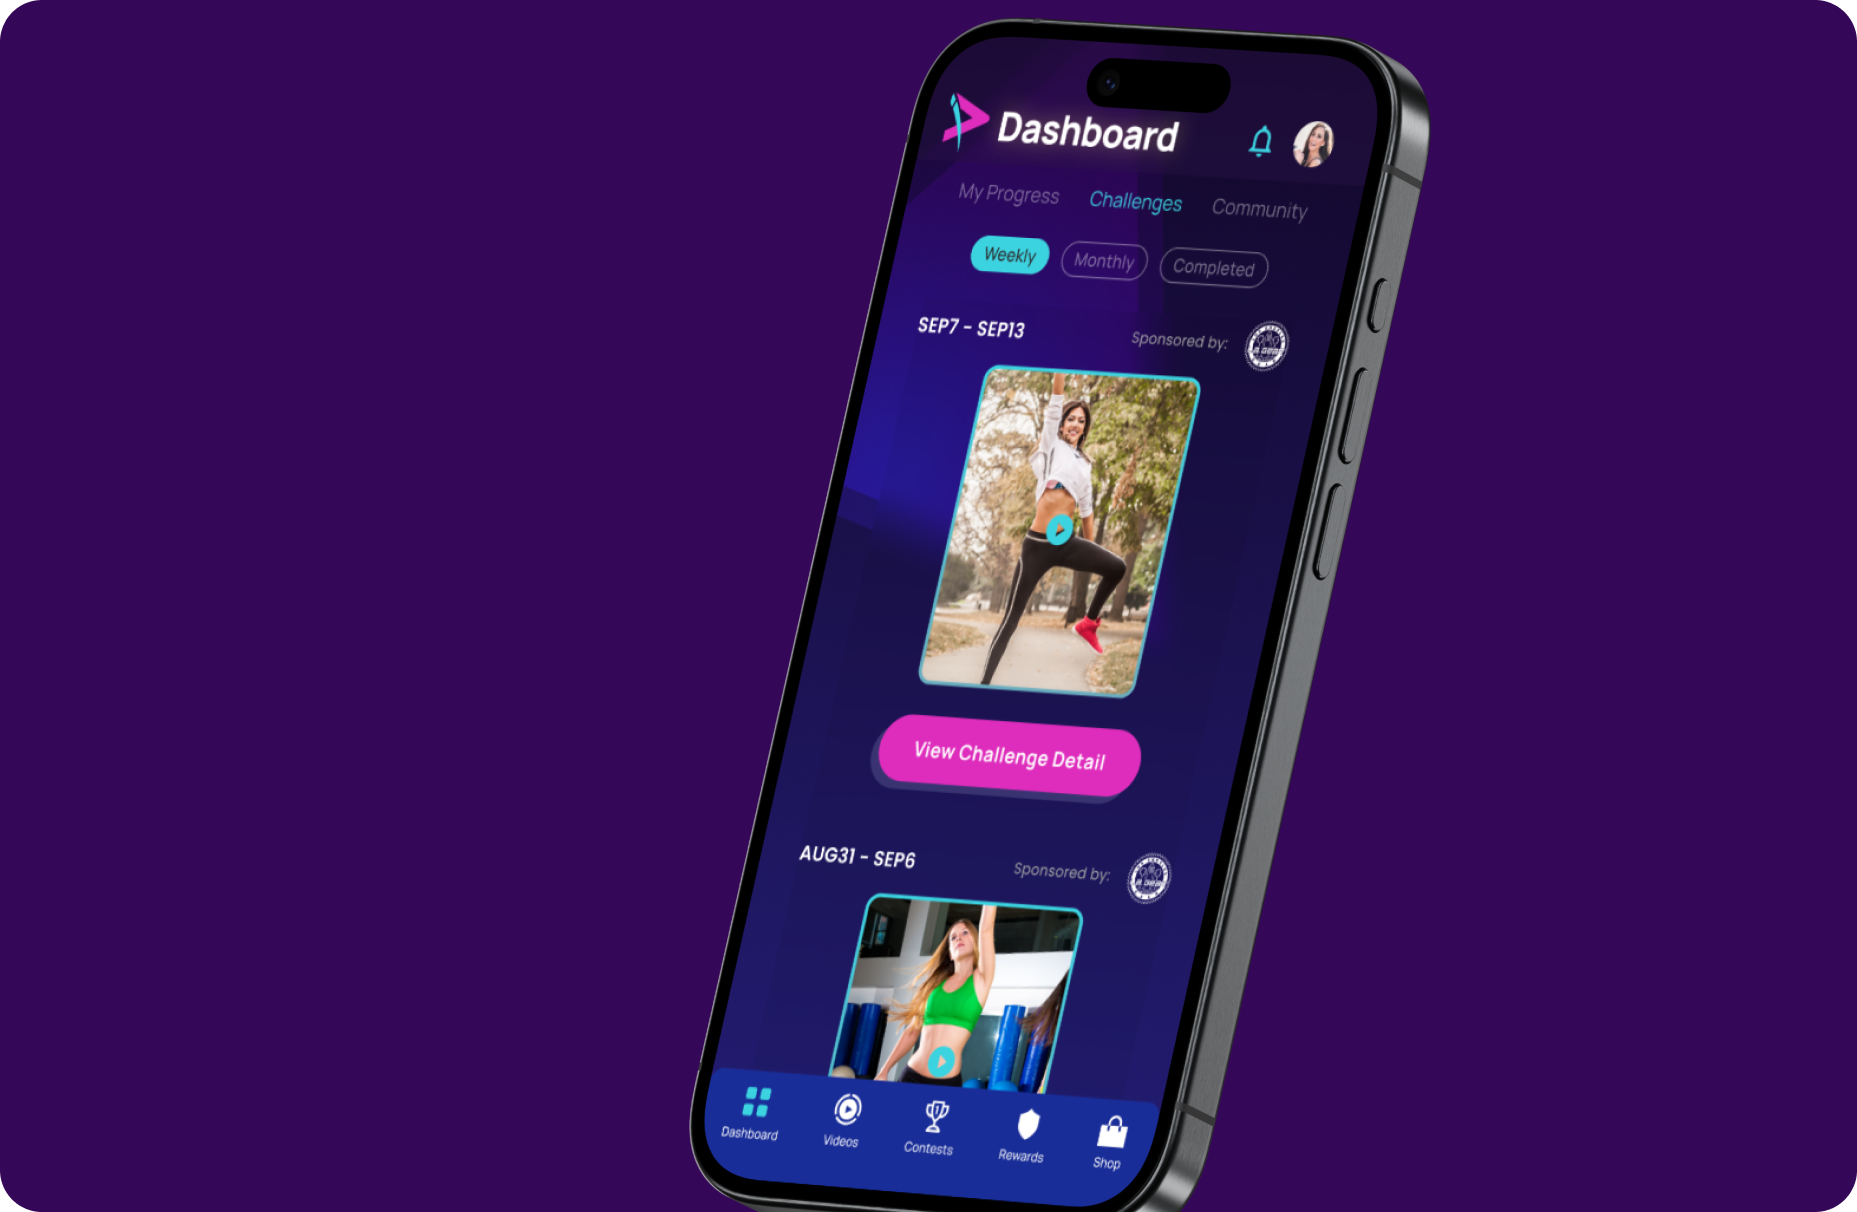 Dashboard
My Progress Challenges Community
Weekly Monthly Completed
SEP7 - SEP13
Sponsored by:
View Challenge Detail
AUG31 - SEP6
Sponsored by:
Dashboard Videos Contests Rewards Shop